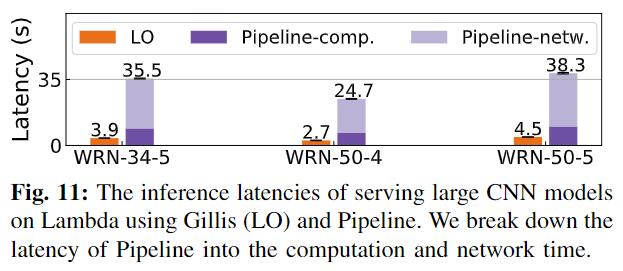 Latency (s)
LO Pipeline-comp. Pipeline-netw.
35
0
3.9 35.5 2.7 24.7 4.5 38.3
WRN-34-5 WRN-50-4 WRN-50-5
Fig. 11: The inference latencies of serving large CNN models
on Lambda using Gillis (LO) and Pipeline. We break down the
latency of Pipeline into the computation and network time.